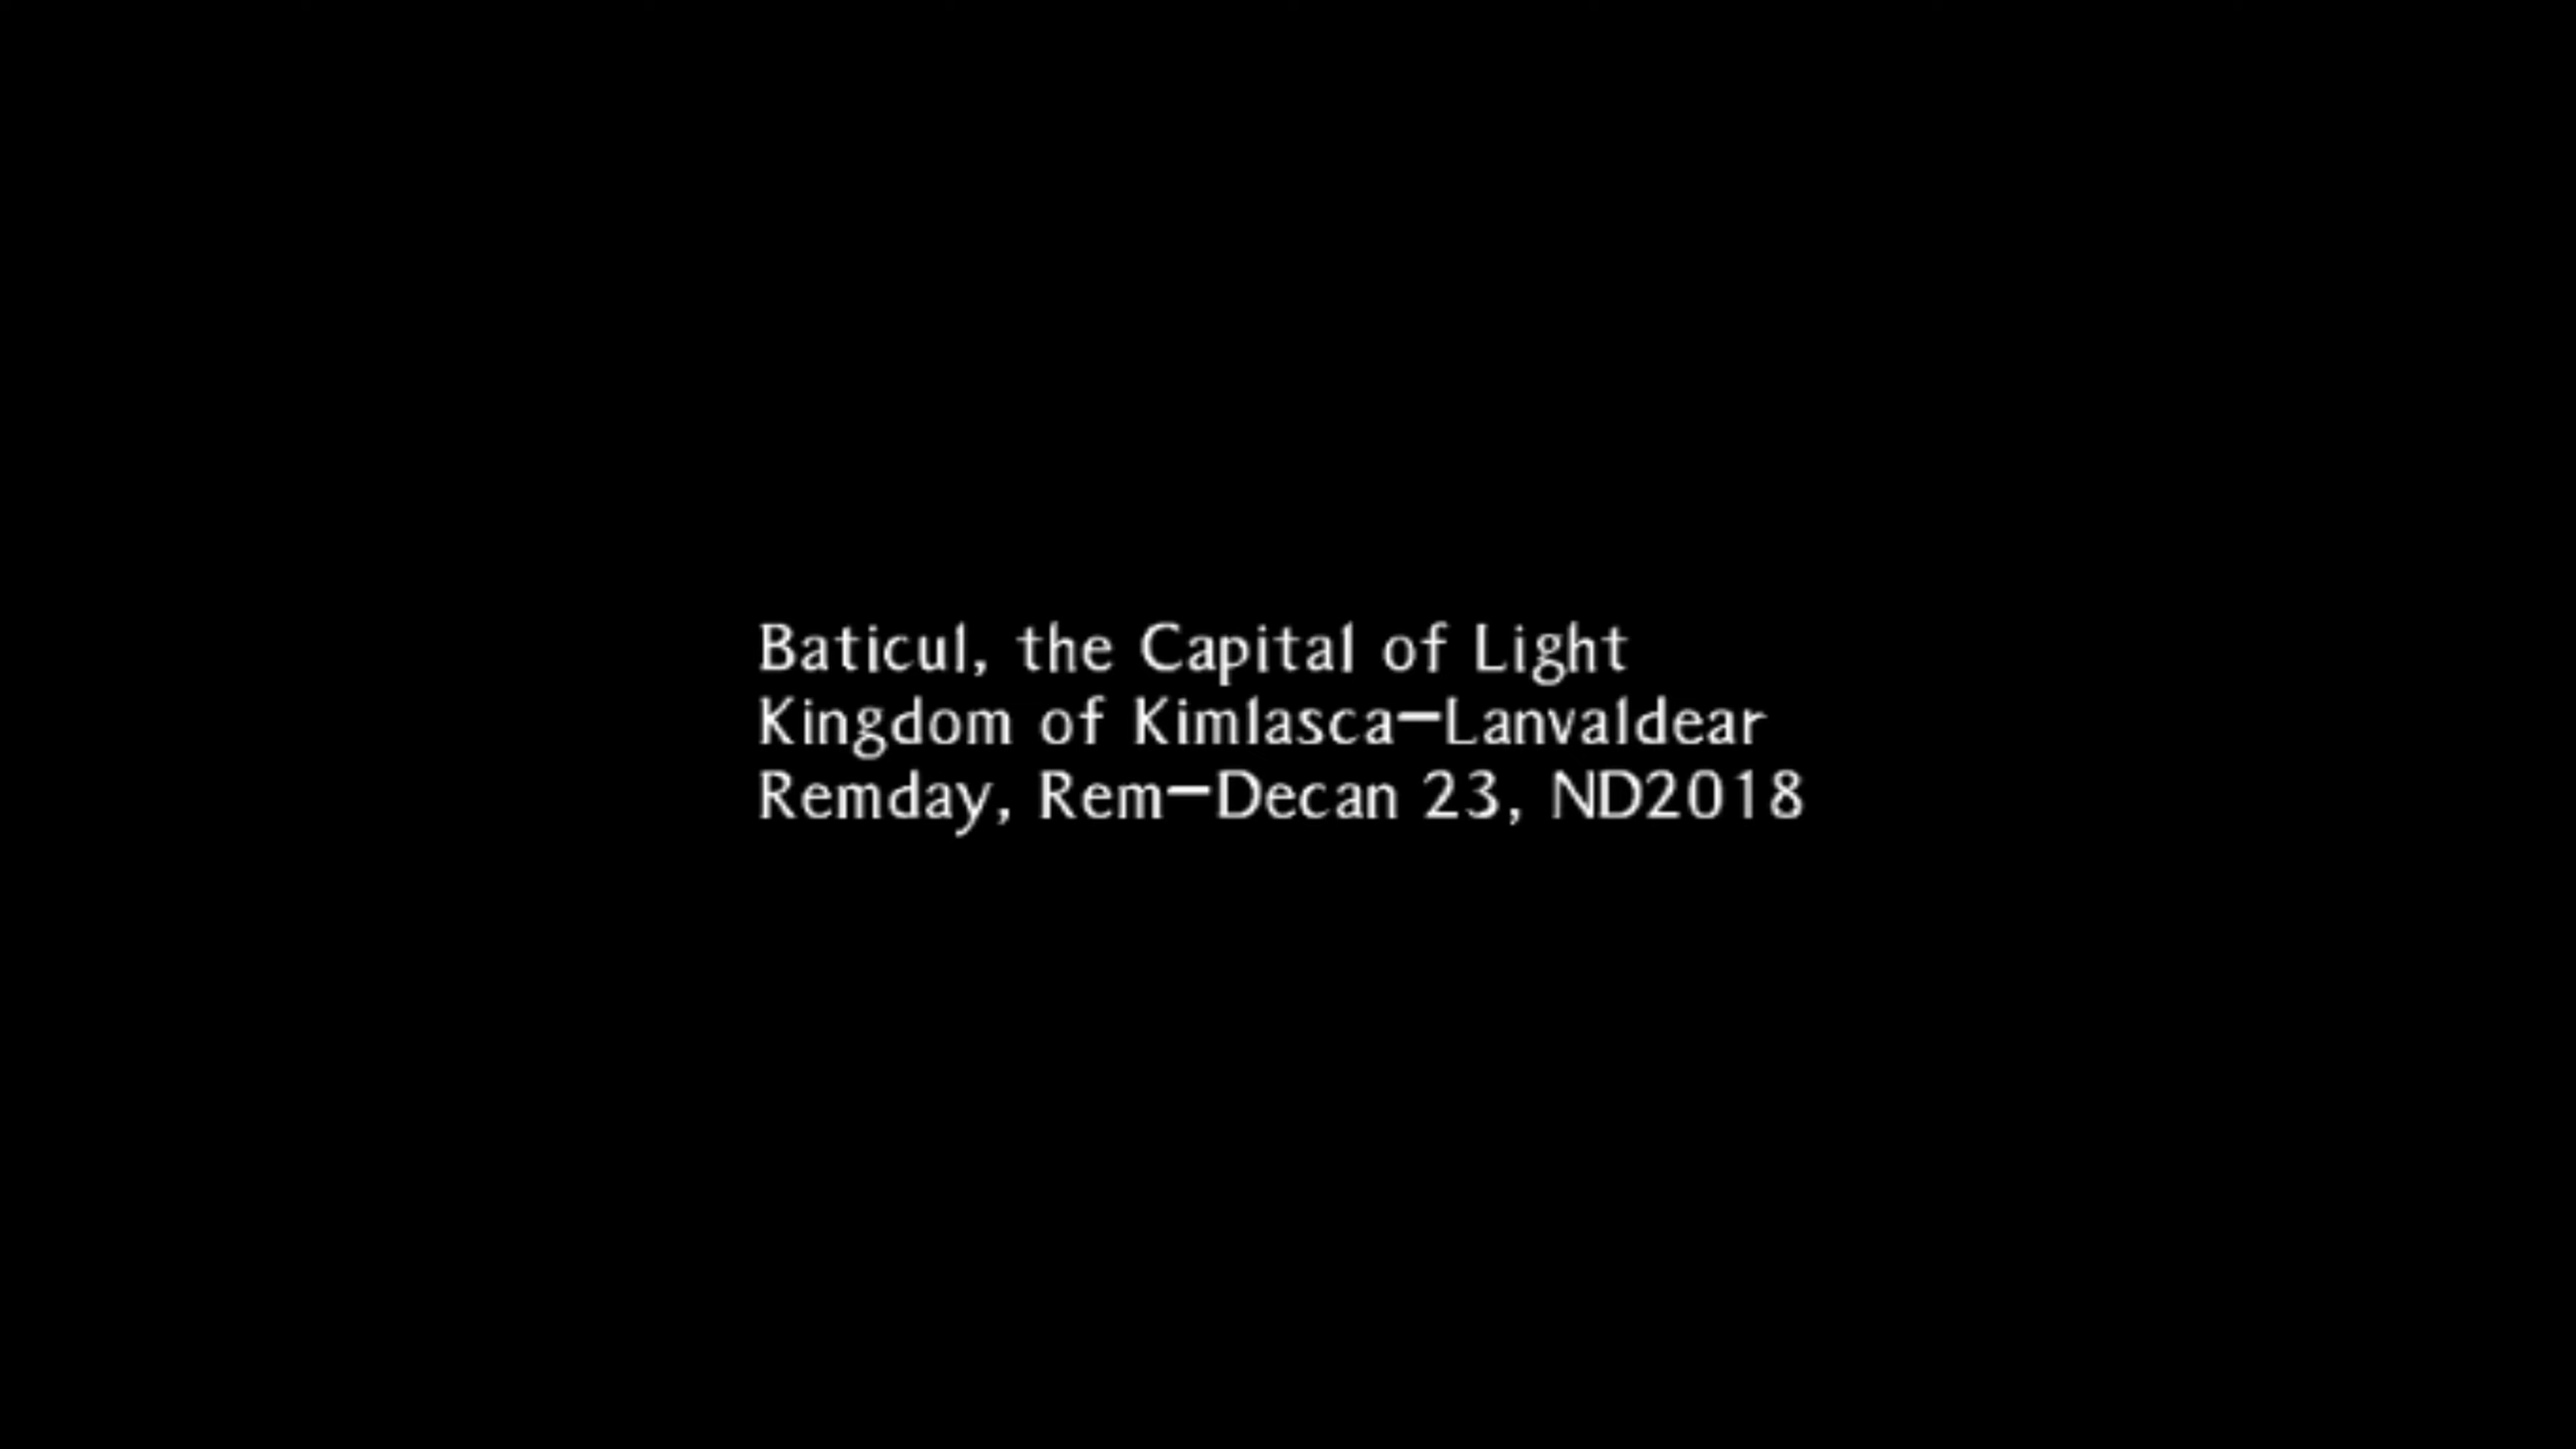 Baticul, the Capital of Light
Kingdom of Kimlasca-Lanvaldear
Remday, Rem-Decan 23, ND2018